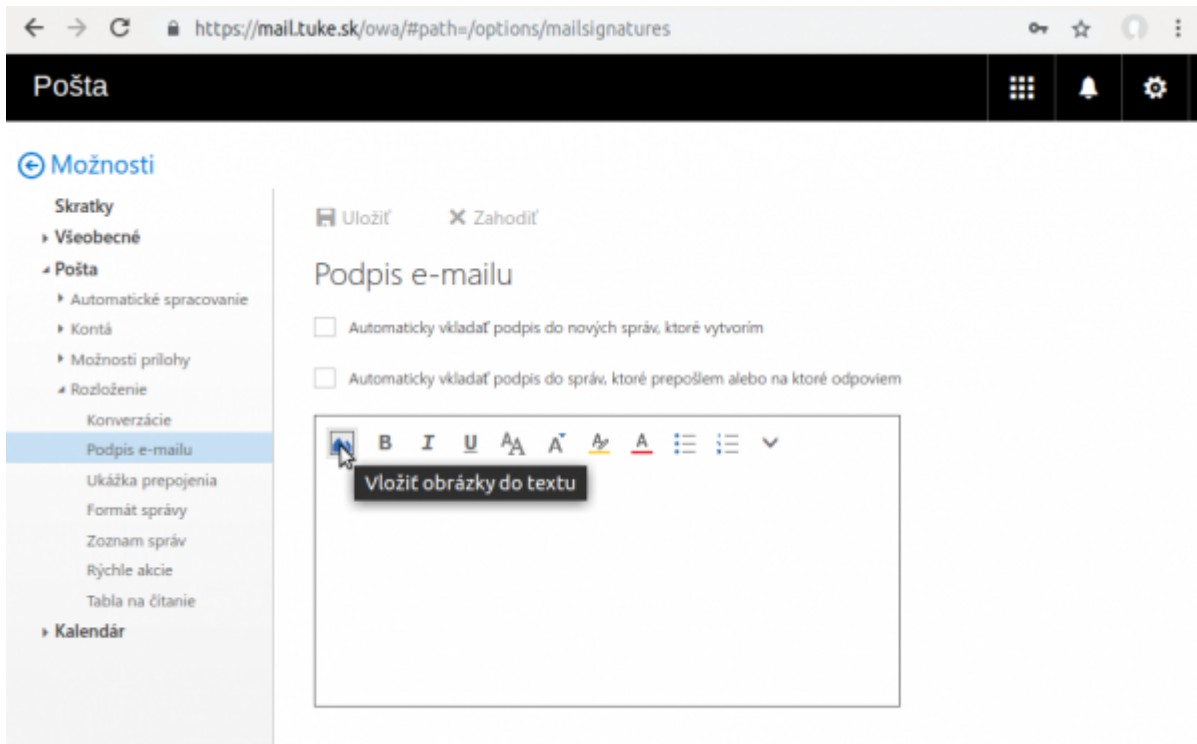 https://mail.tuke.sk/owa/#path=/options/mailsignatures
Pošta
Možnosti
Skratky
Všeobecné
Pošta
Automatické spracovanie
Kontá
Možnosti prílohy
Rozloženie
Konverzácie
Podpis e-mailu
Ukážka prepojenia
Formát správy
Zoznam správ
Rýchle akcie
Tabla na čítanie
Kalendár
Uložiť Zahodiť
Podpis e-mailu
Automaticky vkladať podpis do nových správ, ktoré vytvorím
Automaticky vkladať podpis do správ, ktoré prepošlem alebo na ktoré odpoviem
B I U AA A A A
Vložiť obrázky do textu